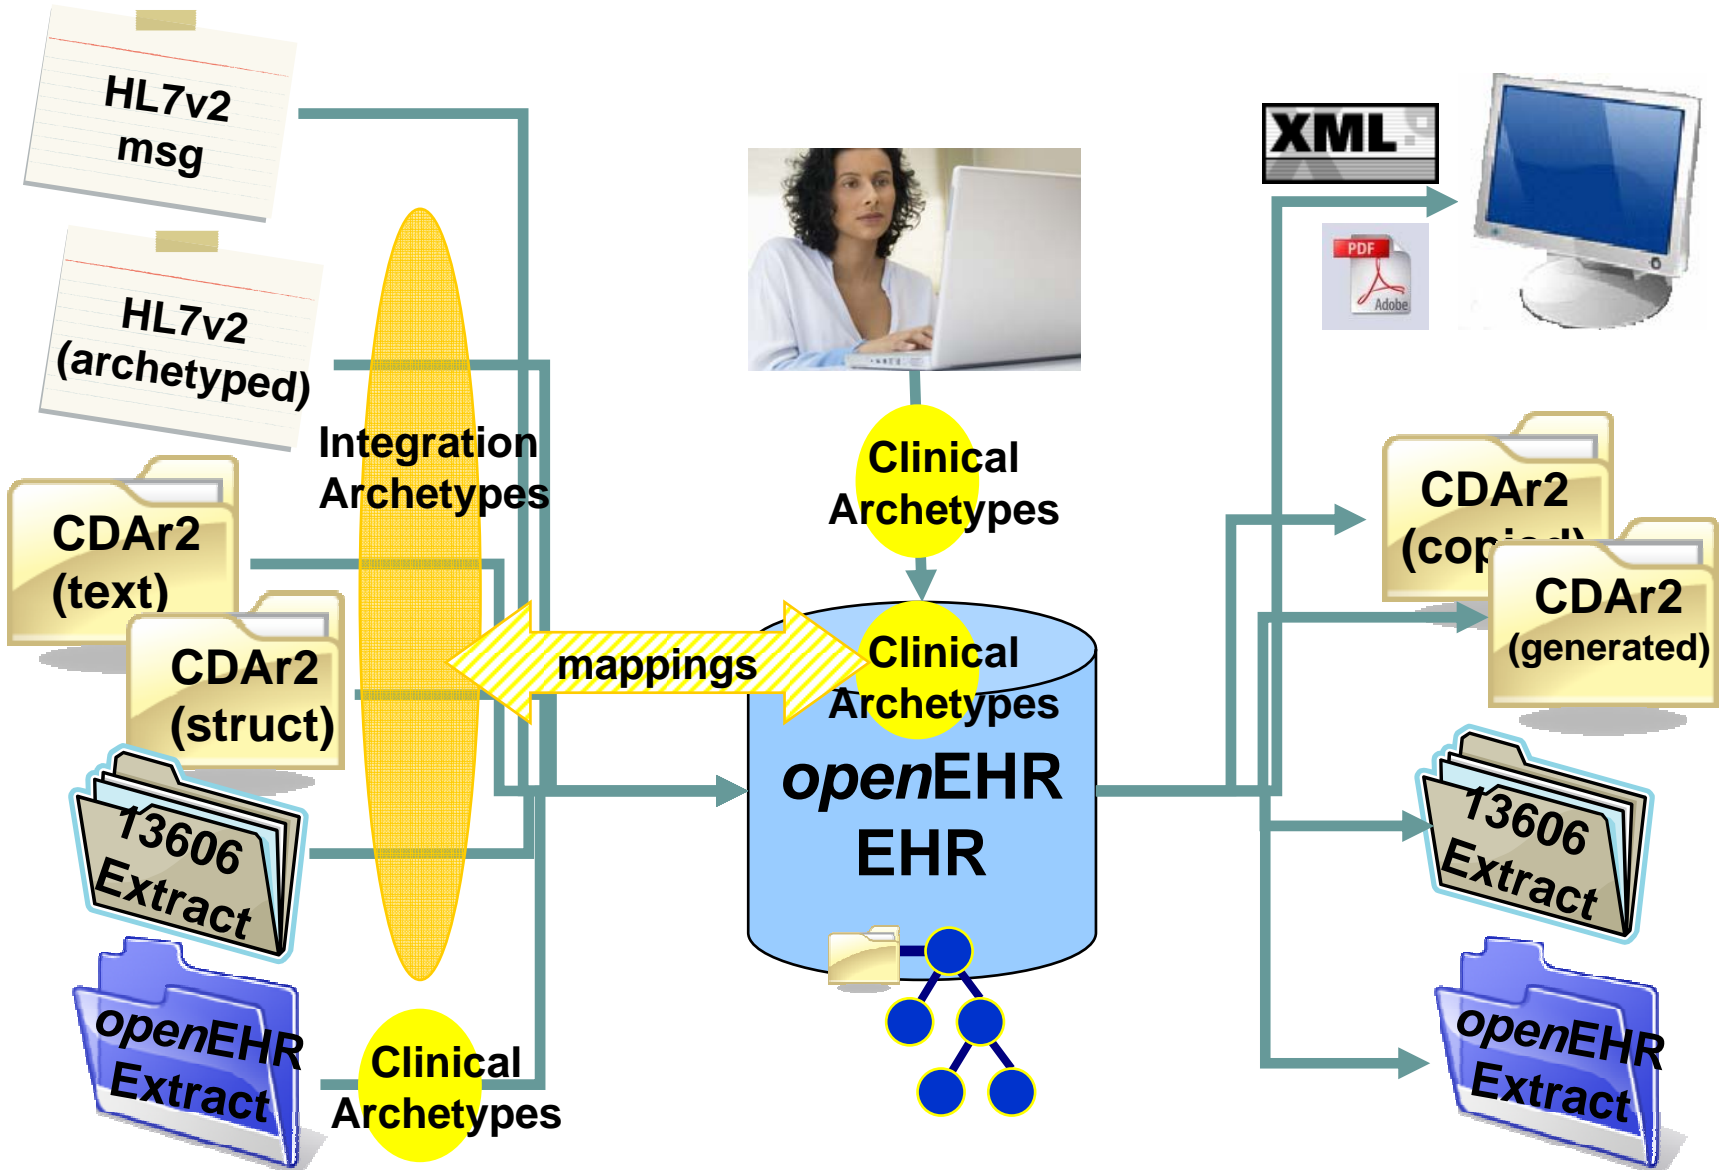 HL7v2
msg
HL7v2
(archetyped)
Integration
Archetypes
CDAr2
(text)
CDAr2
(struct)
13606
Extract
openEHR
Extract
Clinical
Archetypes
Clinical
Archetypes
mappings
Clinical
Archetypes
openEHR
EHR
XML
PDF
Adobe
CDAr2
(copied)
CDAr2
(generated)
13606
Extract
openEHR
Extract